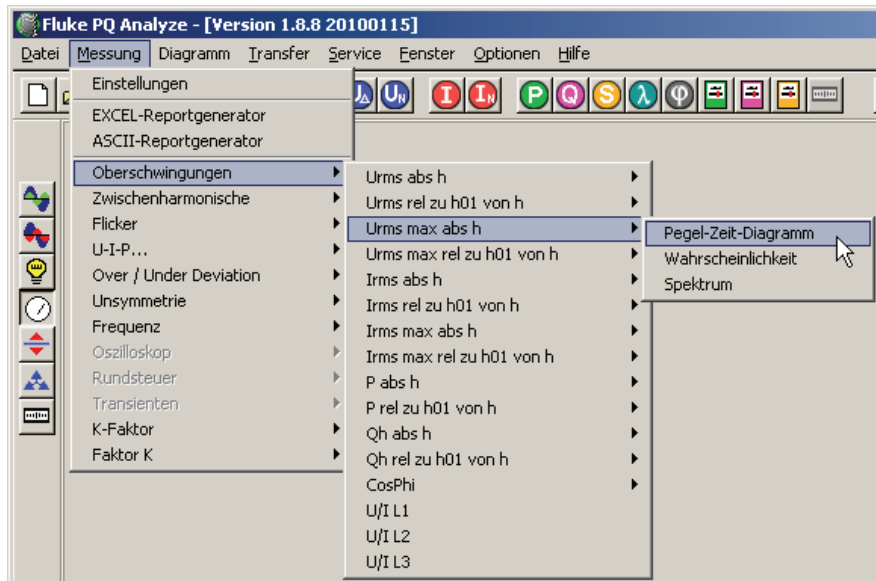 Fluke PQ Analyze - [Version 1.8.8 20100115]
Datei Messung Diagramm Transfer Service Fenster Optionen Hilfe
U∆ UN I IN P Q S λ φ
Einstellungen
EXCEL-Reportgenerator
ASCII-Reportgenerator
Oberschwingungen
Zwischenharmonische
Flicker
U-I-P...
Over / Under Deviation
Unsymmetrie
Frequenz
Oszilloskop
Rundsteuer
Transienten
K-Faktor
Faktor K
Urms abs h
Urms rel zu h01 von h
Urms max abs h
Urms max rel zu h01 von h
Irms abs h
Irms rel zu h01 von h
Irms max abs h
Irms max rel zu h01 von h
P abs h
P rel zu h01 von h
Qh abs h
Qh rel zu h01 von h
CosPhi
U/I L1
U/I L2
U/I L3
Pegel-Zeit-Diagramm
Wahrscheinlichkeit
Spektrum